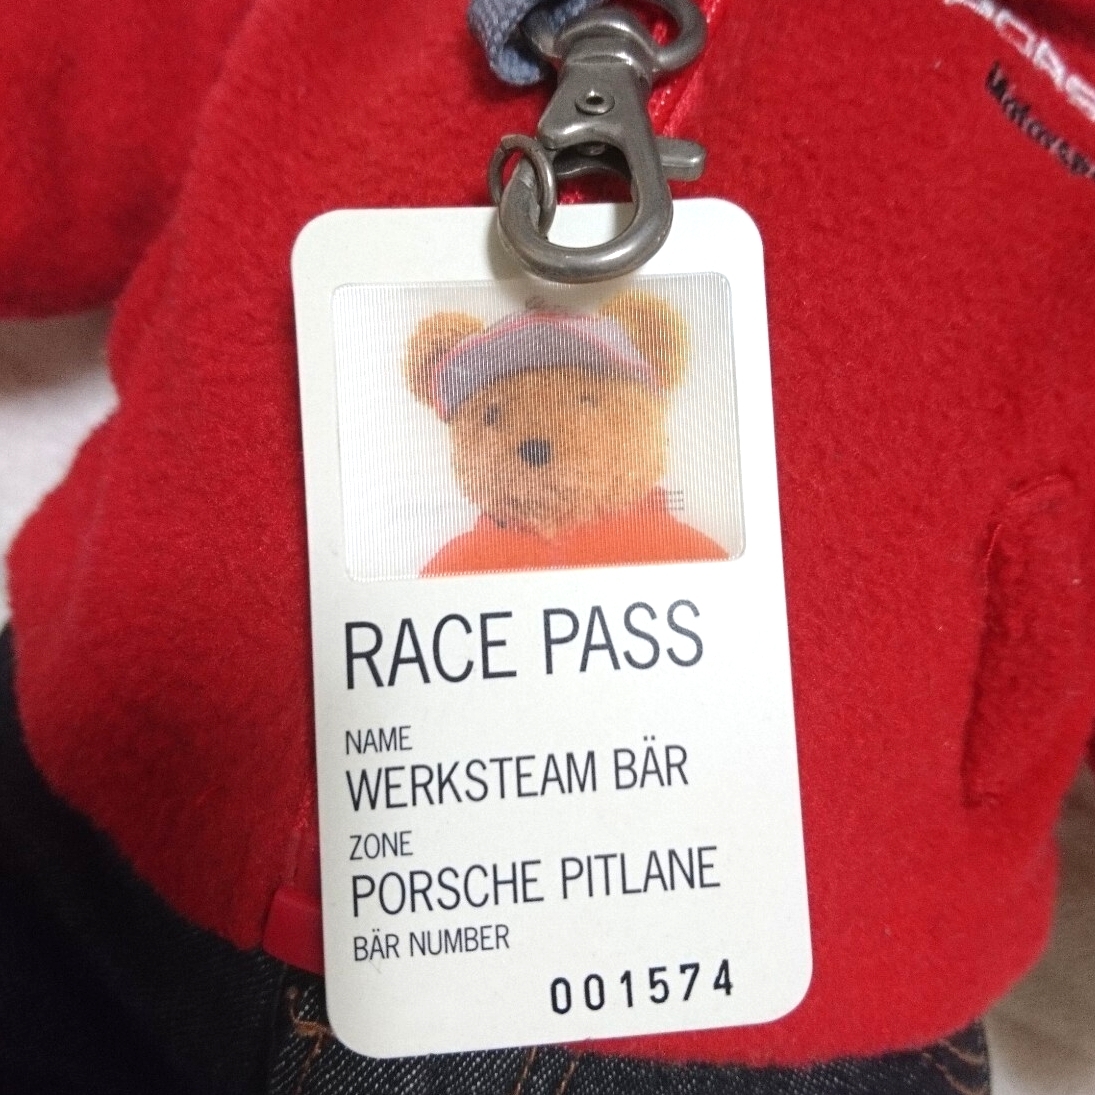 RACE PASS
NAME
WERKSTEAM BÄR
ZONE
PORSCHE PITLANE
BÄR NUMBER
001574